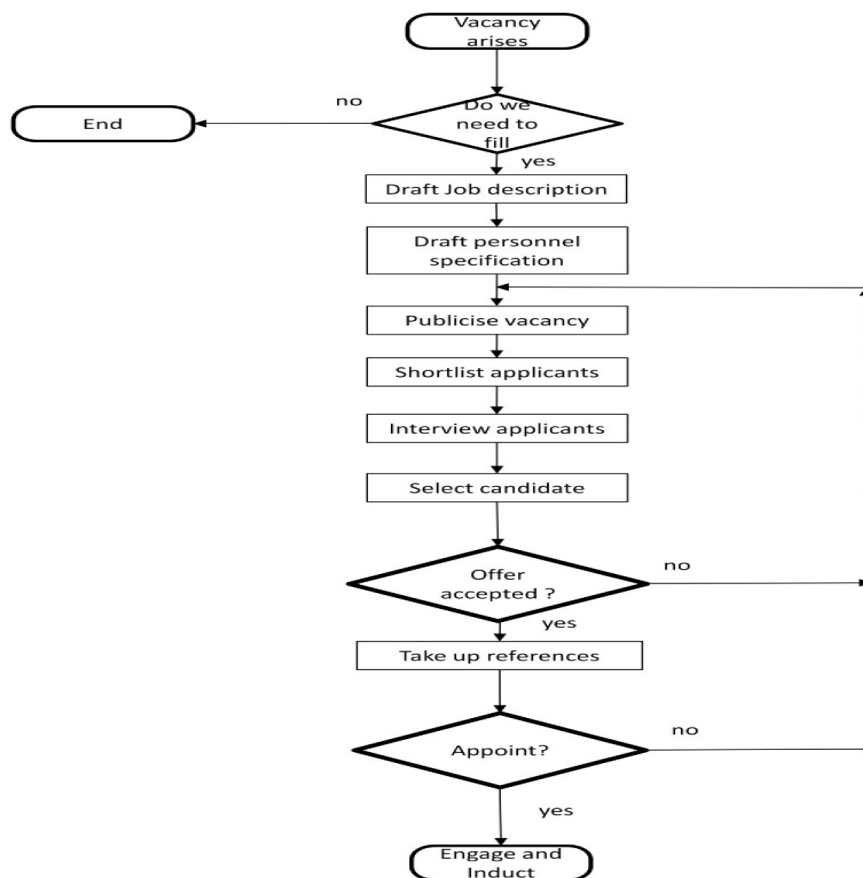 Vacancy
arises
no
Do we
need to
fill
End
yes
Draft Job description
Draft personnel
specification
Publicise vacancy
Shortlist applicants
Interview applicants
Select candidate
Offer
accepted ?
no
yes
Take up references
Appoint?
no
yes
Engage and
Induct